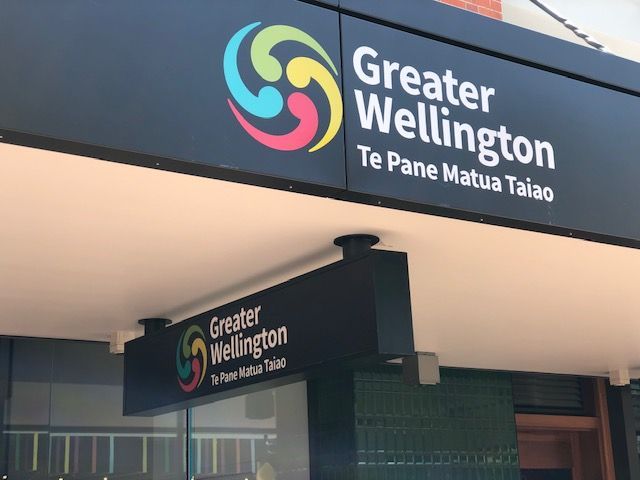 Greater
Wellington
Te Pane Matua Taiao
Greater
Wellington
Te Pane Matua Taiao